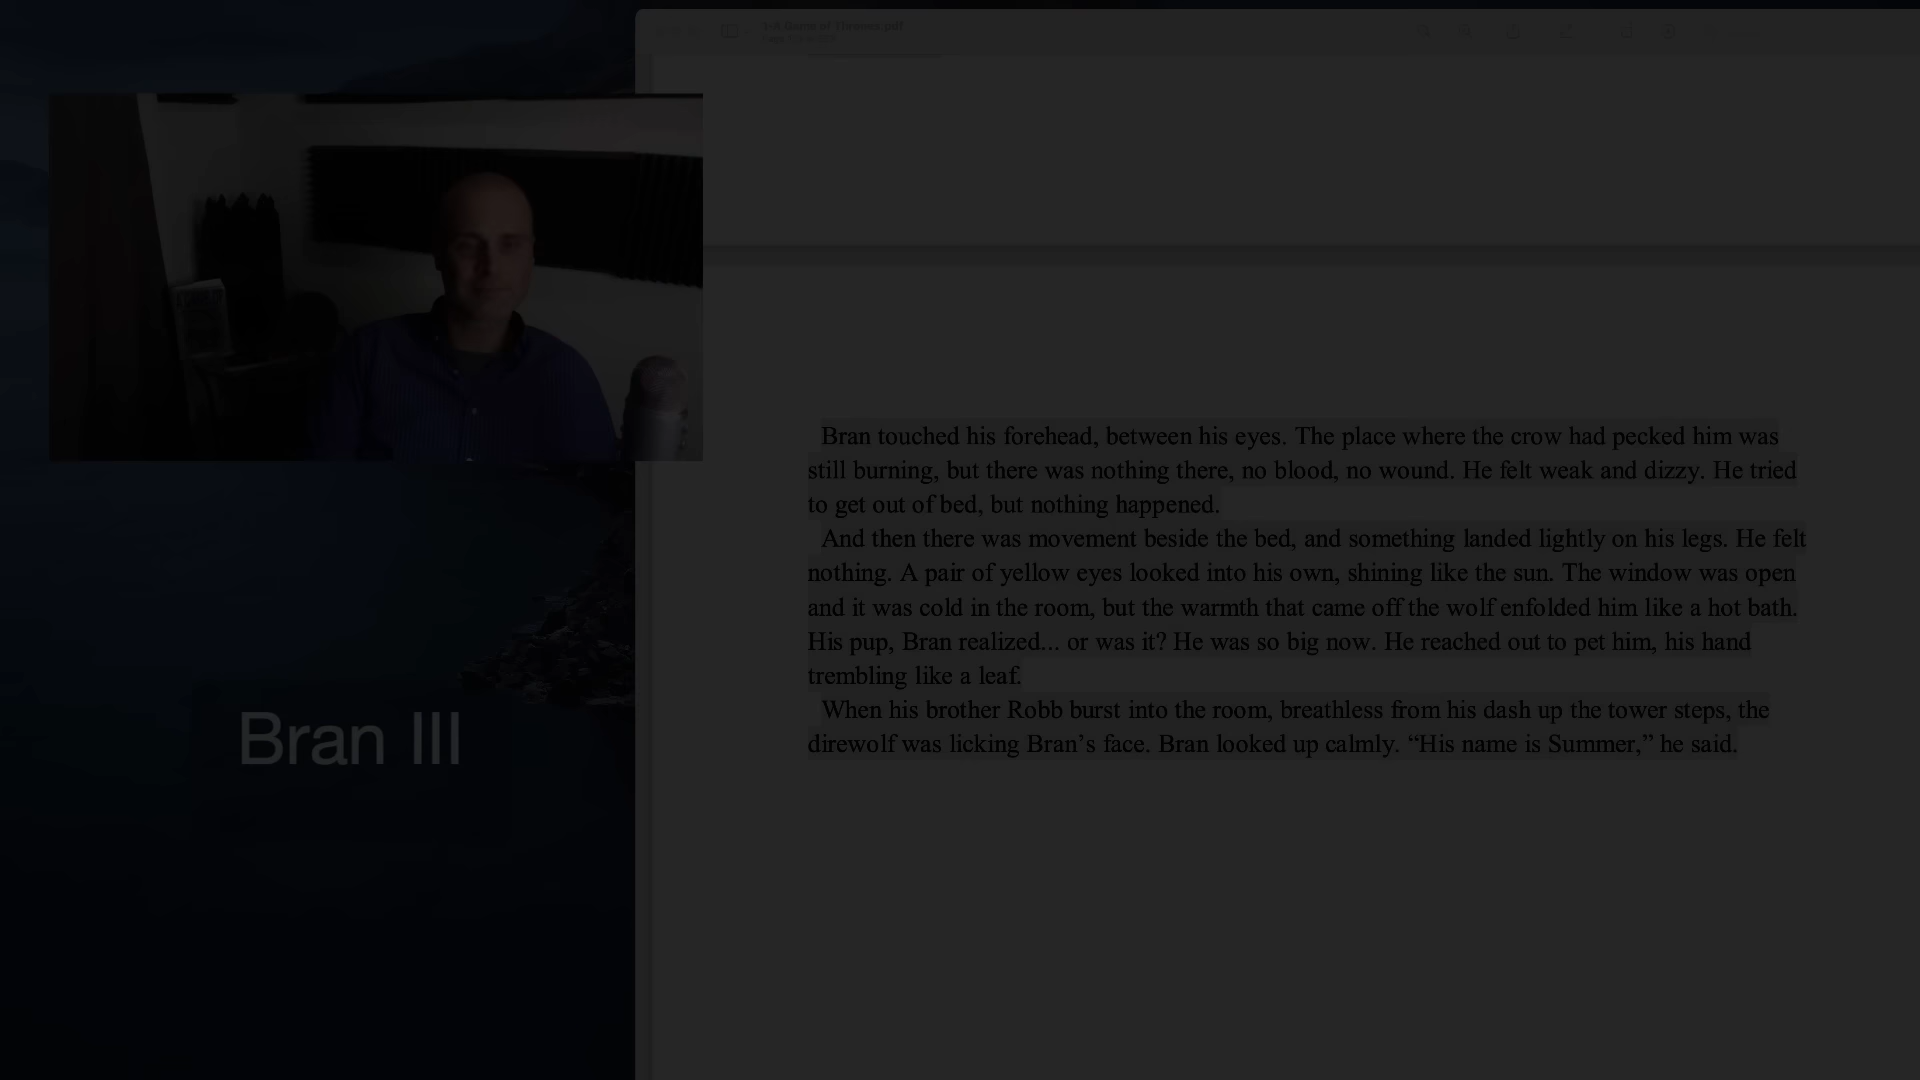 1-A Game of Thrones.pdf
Bran touched his forehead, between his eyes. The place where the crow had pecked him was
still burning, but there was nothing there, no blood, no wound. He felt weak and dizzy. He tried
to get out of bed, but nothing happened.
And then there was movement beside the bed, and something landed lightly on his legs. He felt
nothing. A pair of yellow eyes looked into his own, shining like the sun. The window was open
and it was cold in the room, but the warmth that came off the wolf enfolded him like a hot bath.
His pup, Bran realized... or was it? He was so big now. He reached out to pet him, his hand
trembling like a leaf.
When his brother Robb burst into the room, breathless from his dash up the tower steps, the
direwolf was licking Bran’s face. Bran looked up calmly. “His name is Summer,” he said.
Bran III